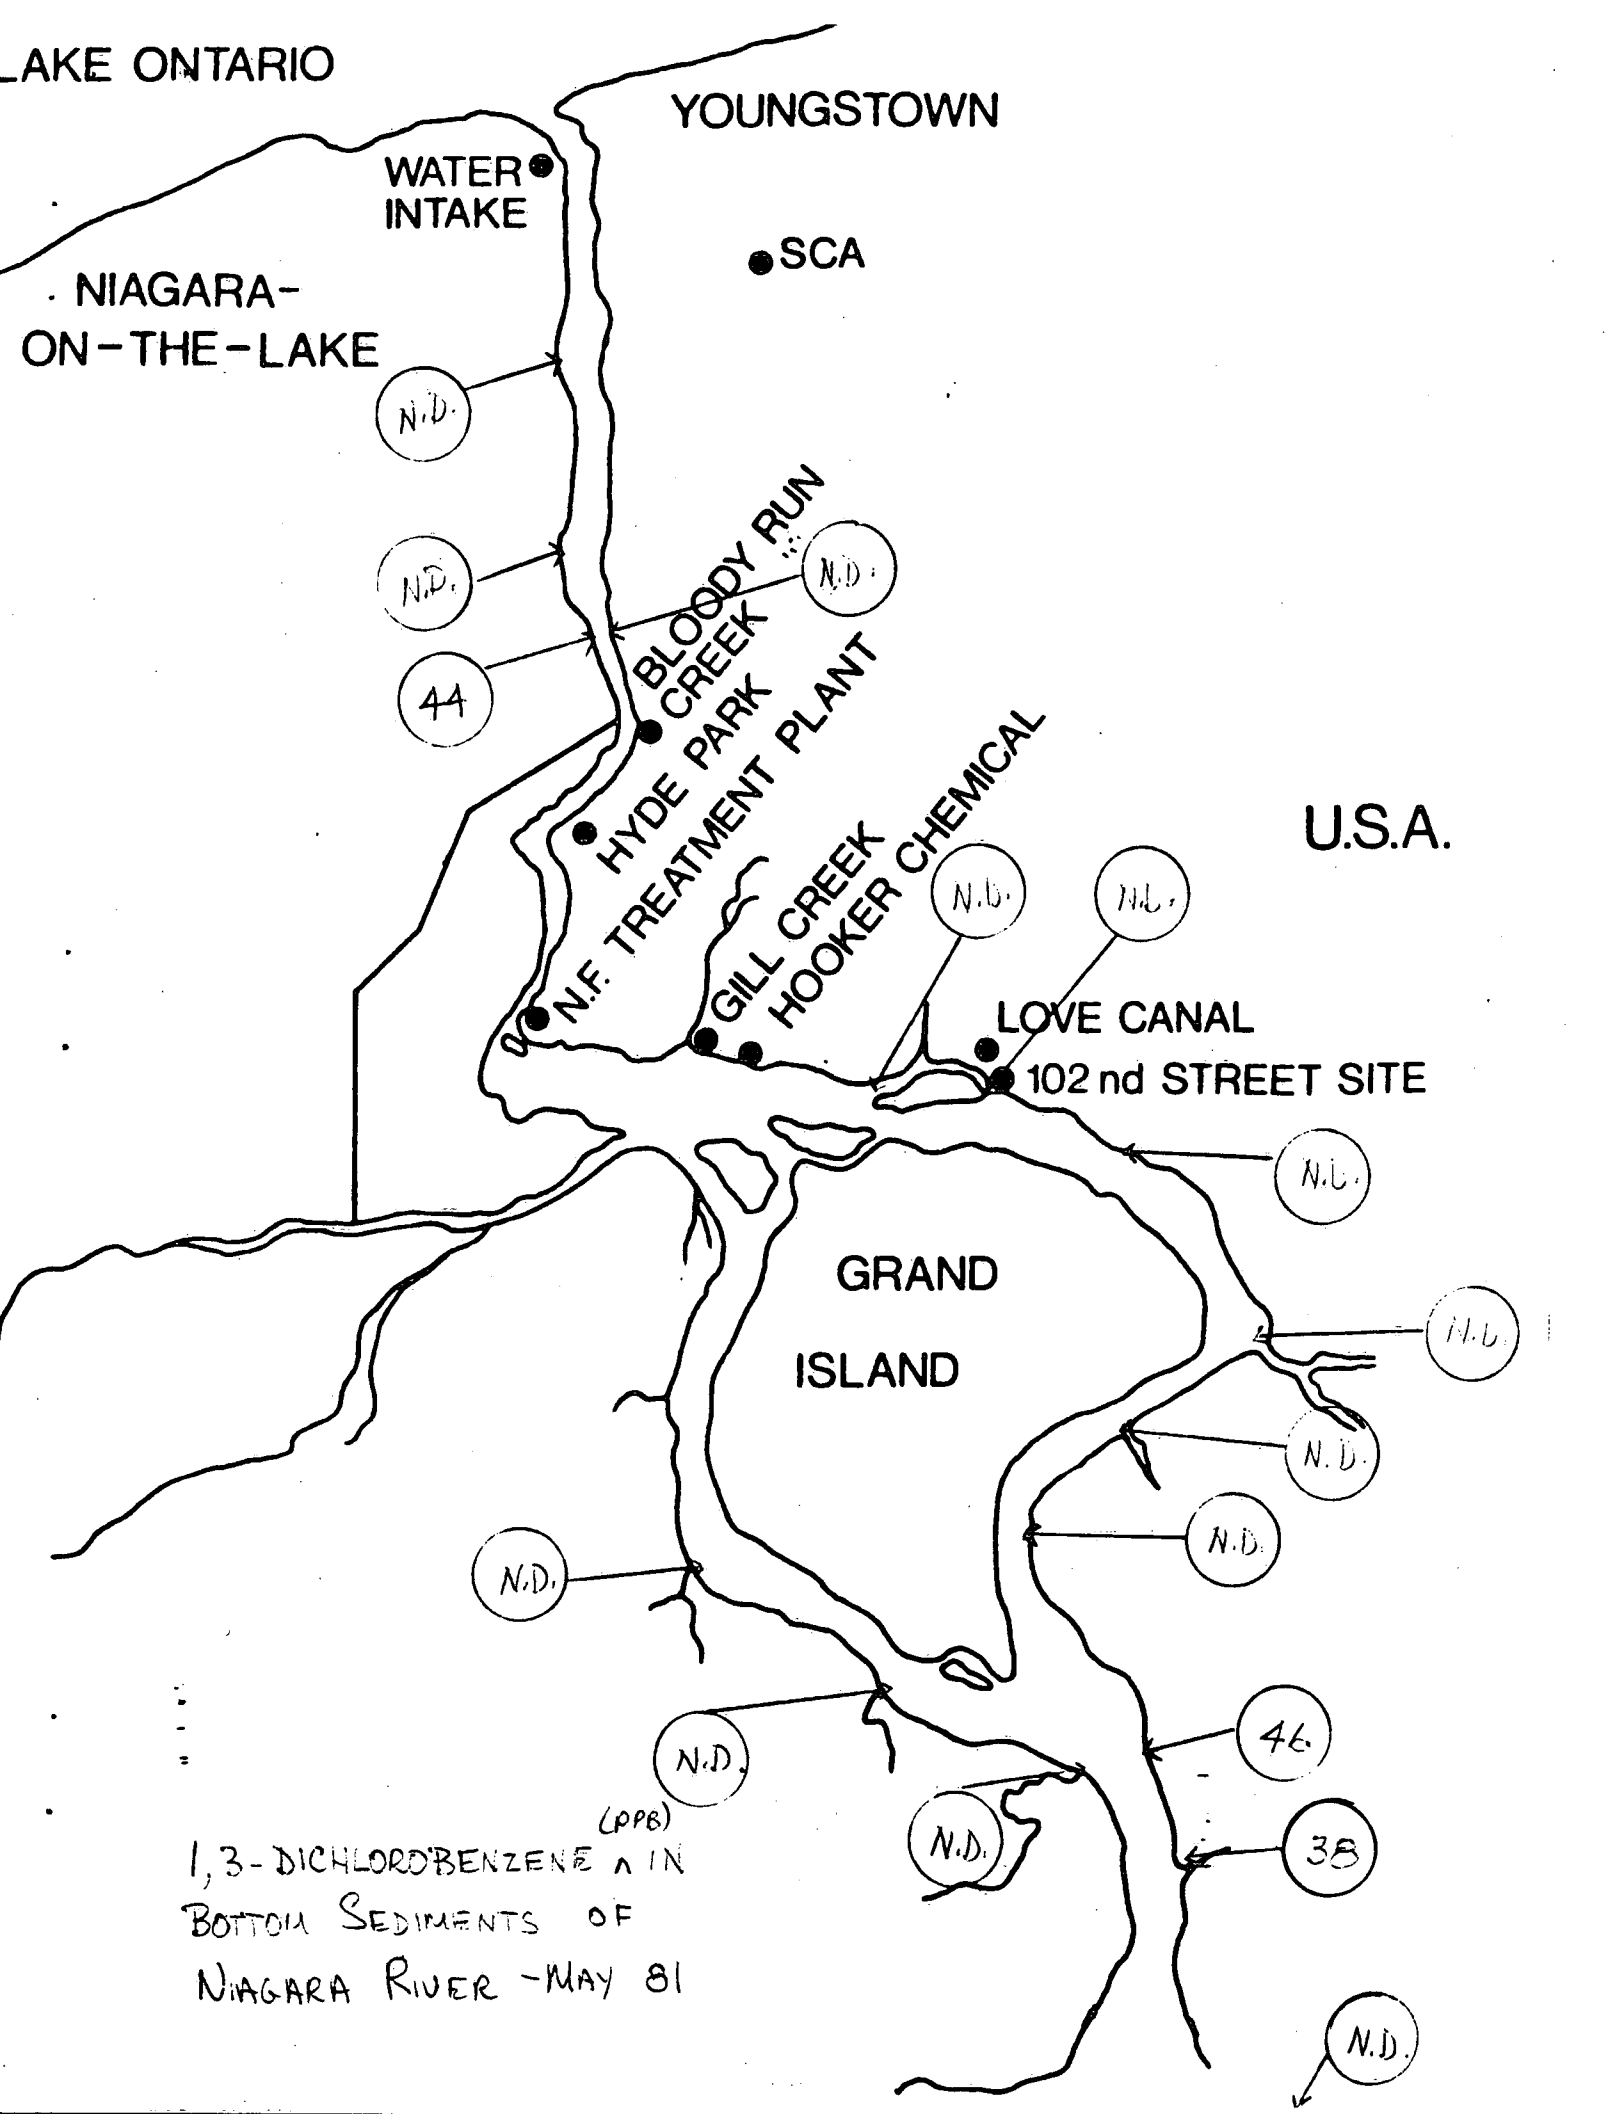 LAKE ONTARIO
YOUNGSTOWN
WATER
INTAKE
SCA
NIAGARA-
ON-THE-LAKE
N.D.
N.D.
N.D.
44
BLOODY RUN
CREEK
HYDE PARK
N.F. TREATMENT PLANT
GILL CREEK
HOOKER CHEMICAL
U.S.A.
N.D.
LOVE CANAL
102nd STREET SITE
GRAND
ISLAND
N.D.
N.D.
N.D.
N.D.
N.D.
38
N.D.
(PPB)
1,3-DICHLOROBENZENE ^ IN
BOTTOM SEDIMENTS OF
NIAGARA RIVER - MAY 81
N.D.